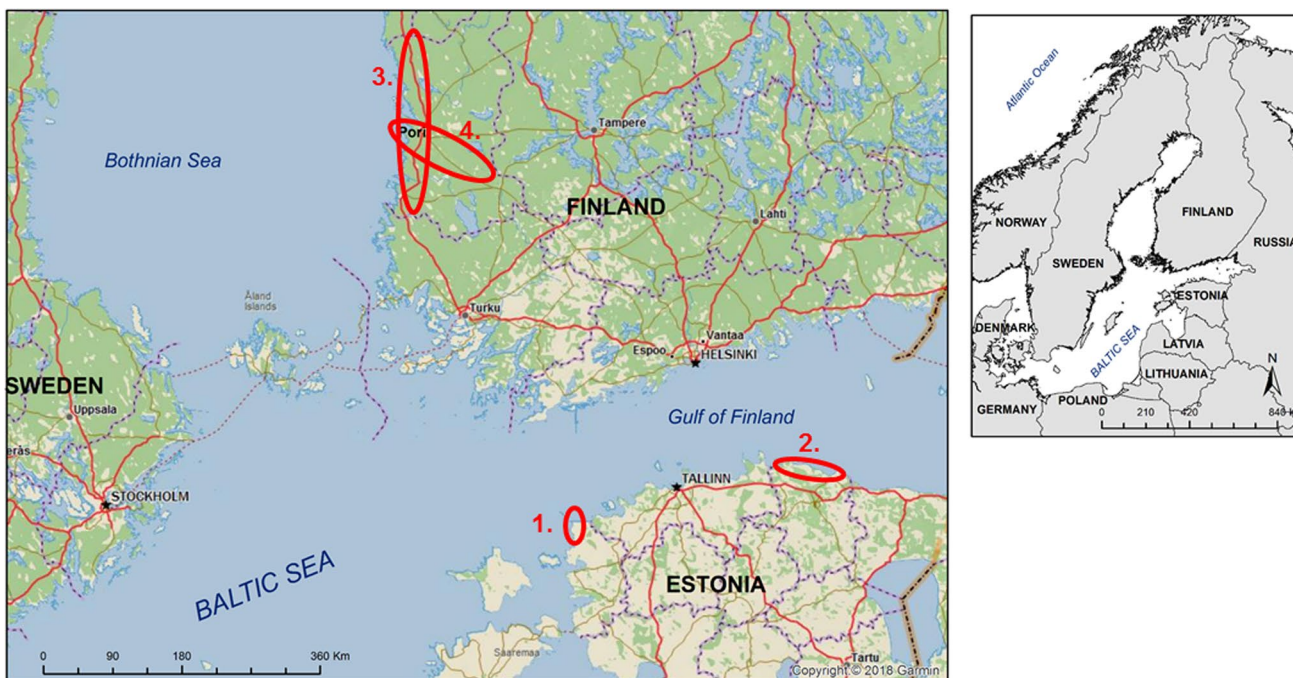 3.
Pori
4.
Tampere
Bothnian Sea
FINLAND
Lahti
Åland
Islands
Turku
Vantaa
Espoo
HELSINKI
SWEDEN
Uppsala
Gulf of Finland
erås
2.
TALLINN
STOCKHOLM
1.
BALTIC SEA
ESTONIA
Saaremaa
Tartu
0 90 180 360 Km
Copyright © 2018 Garmin
Atlantic Ocean
NORWAY
FINLAND
RUSSIA
SWEDEN
ESTONIA
DENMARK
LATVIA
BALTIC SEA
LITHUANIA
N
POLAND
GERMANY
0 210 420 840